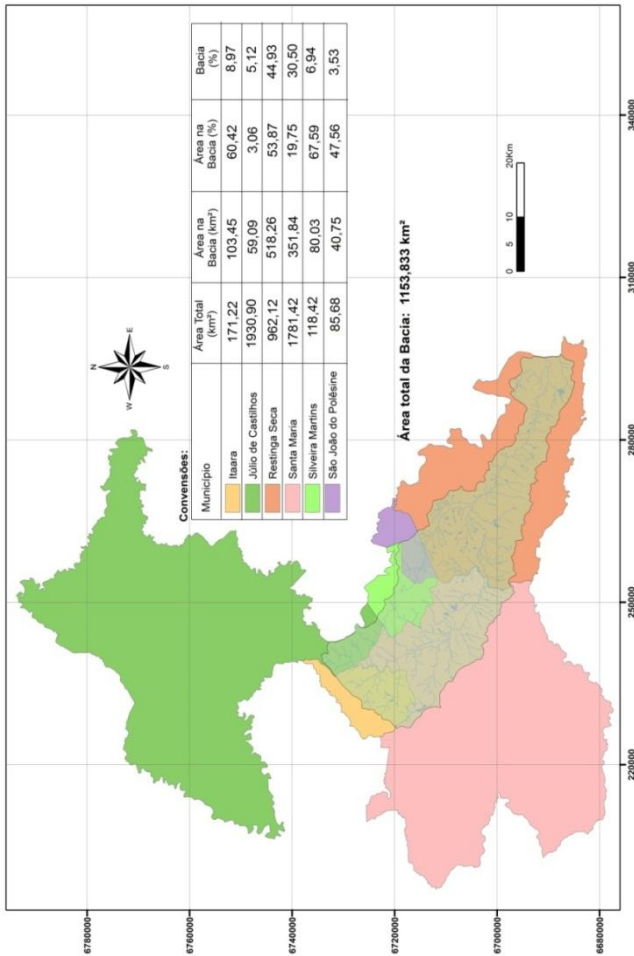 N
W E
S
Convensões:
Município Área Total (km²) Área na Bacia (km²) Área na Bacia (%) Bacia (%)
Itaara 171,22 103,45 60,42 8,97
Júlio de Castilhos 1930,90 59,09 3,06 5,12
Restinga Seca 962,12 518,26 53,87 44,93
Santa Maria 1781,42 351,84 19,75 30,50
Silveira Martins 118,42 80,03 67,59 6,94
São João do Polêsine 85,68 40,75 47,56 3,53
Área total da Bacia: 1153,833 km²
0 5 10 20Km
6780000
6760000
6740000
6720000
6700000
6680000
220000 250000 280000 310000 340000